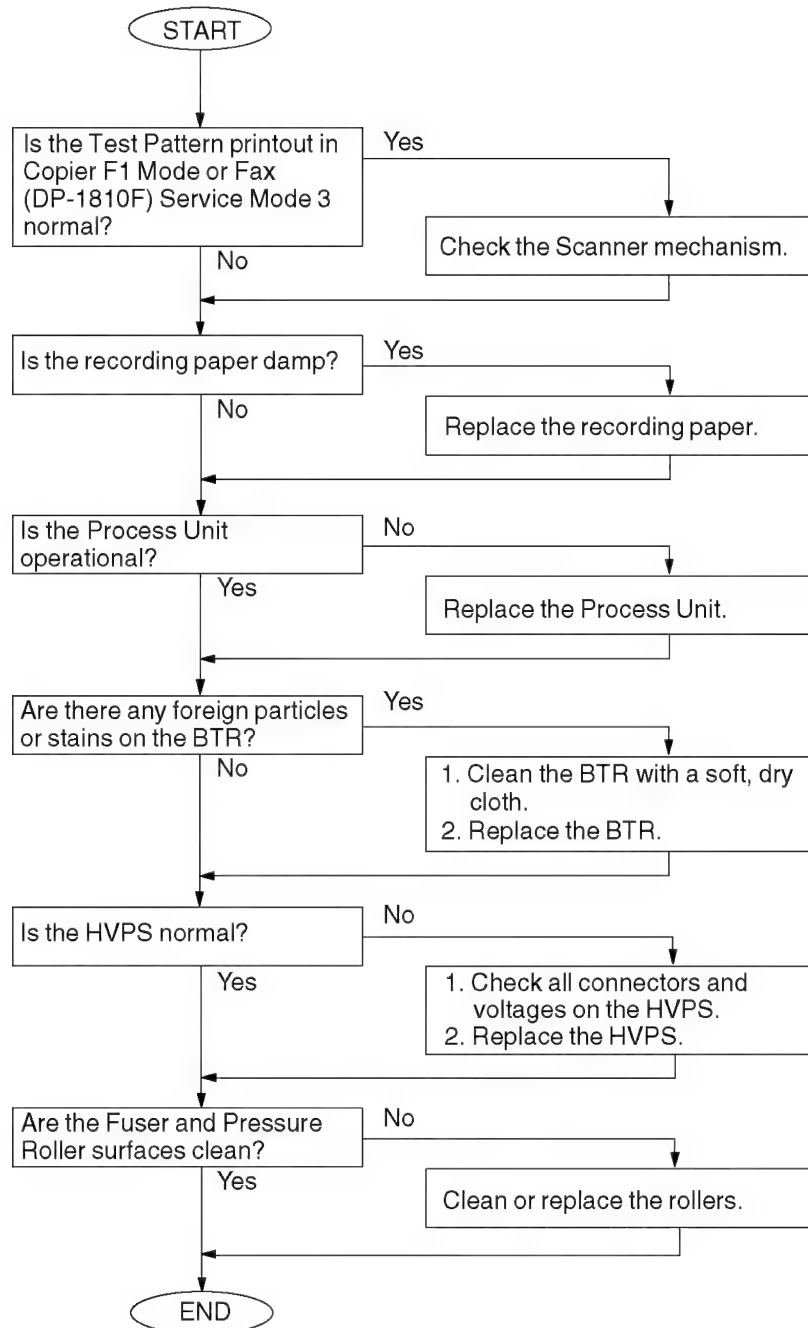 START
Is the Test Pattern printout in
Copier F1 Mode or Fax
(DP-1810F) Service Mode 3
normal?
Yes
Check the Scanner mechanism.
No
Is the recording paper damp?
Yes
Replace the recording paper.
No
Is the Process Unit
operational?
No
Replace the Process Unit.
Yes
Are there any foreign particles
or stains on the BTR?
Yes
1. Clean the BTR with a soft, dry
cloth.
2. Replace the BTR.
No
Is the HVPS normal?
No
1. Check all connectors and
voltages on the HVPS.
2. Replace the HVPS.
Yes
Are the Fuser and Pressure
Roller surfaces clean?
No
Clean or replace the rollers.
Yes
END